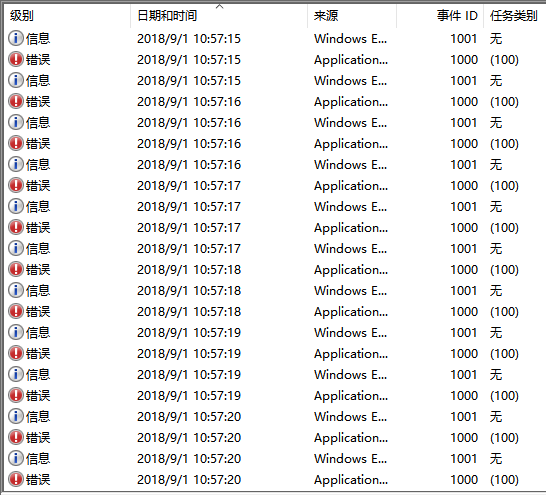 级别 日期和时间 来源 事件 ID 任务类别
信息 2018/9/1 10:57:15 Windows E... 1001 无
错误 2018/9/1 10:57:15 Application... 1000 (100)
信息 2018/9/1 10:57:15 Windows E... 1001 无
错误 2018/9/1 10:57:16 Application... 1000 (100)
信息 2018/9/1 10:57:16 Windows E... 1001 无
错误 2018/9/1 10:57:16 Application... 1000 (100)
信息 2018/9/1 10:57:16 Windows E... 1001 无
错误 2018/9/1 10:57:17 Application... 1000 (100)
信息 2018/9/1 10:57:17 Windows E... 1001 无
错误 2018/9/1 10:57:17 Application... 1000 (100)
信息 2018/9/1 10:57:17 Windows E... 1001 无
错误 2018/9/1 10:57:18 Application... 1000 (100)
信息 2018/9/1 10:57:18 Windows E... 1001 无
错误 2018/9/1 10:57:18 Application... 1000 (100)
信息 2018/9/1 10:57:19 Windows E... 1001 无
错误 2018/9/1 10:57:19 Application... 1000 (100)
信息 2018/9/1 10:57:19 Windows E... 1001 无
错误 2018/9/1 10:57:19 Application... 1000 (100)
信息 2018/9/1 10:57:20 Windows E... 1001 无
错误 2018/9/1 10:57:20 Application... 1000 (100)
信息 2018/9/1 10:57:20 Windows E... 1001 无
错误 2018/9/1 10:57:20 Application... 1000 (100)